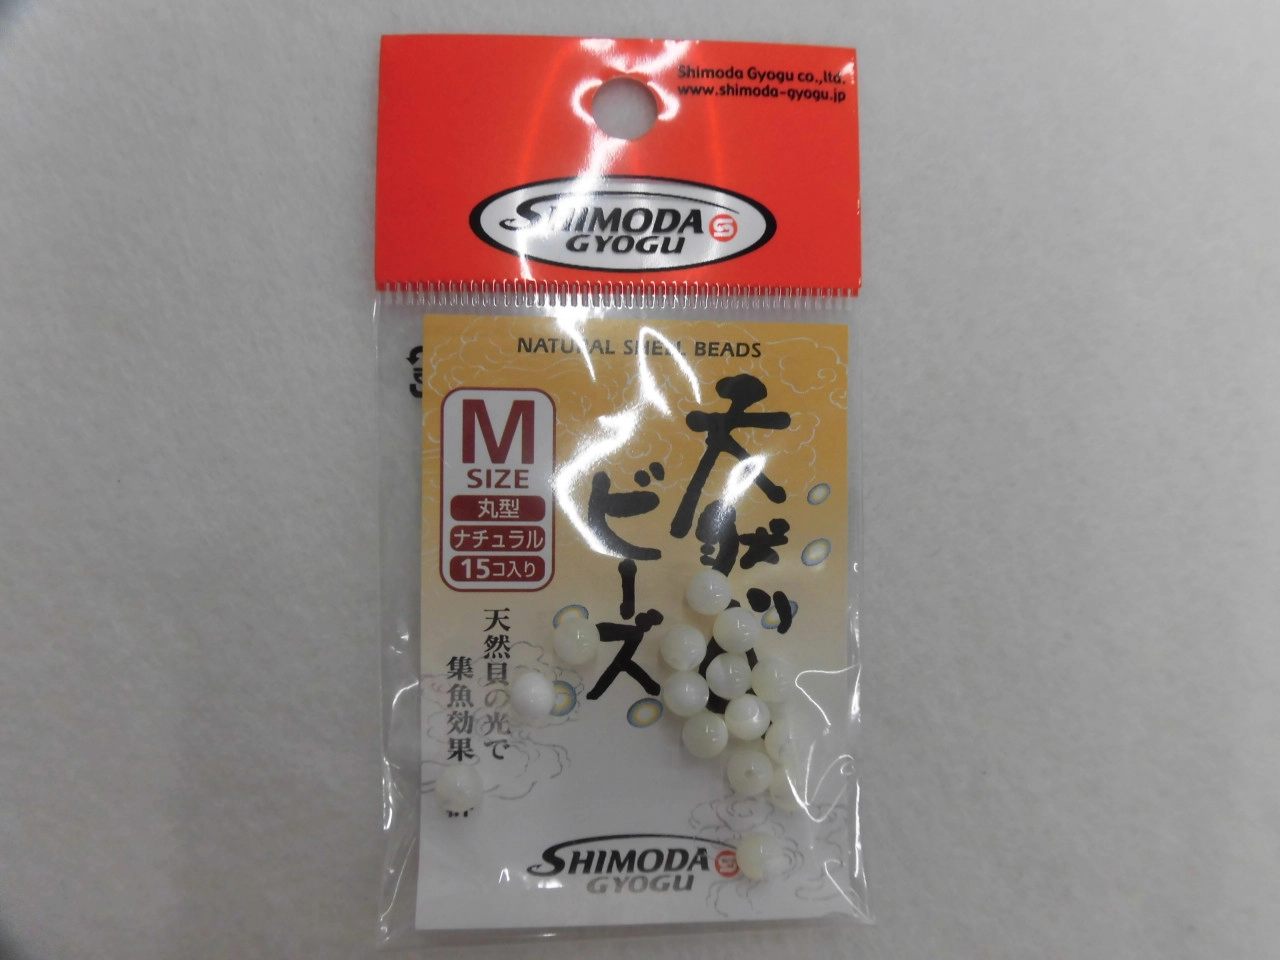 Shimoda Gyogu co.,ltd.
www.shimoda-gyogu.jp
SHIMODA
GYOGU
NATURAL SHELL BEADS
M
SIZE
丸型
ナチュラル
15コ入り
天然
ビーズ
天然貝の光で
集魚効果
SHIMODA
GYOGU